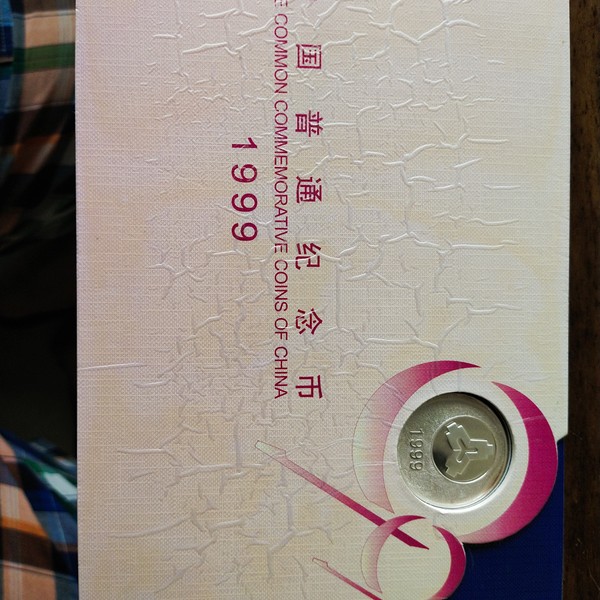 国普通纪念币
COMMON COMMEMORATIVE COINS OF CHINA
1999
1999